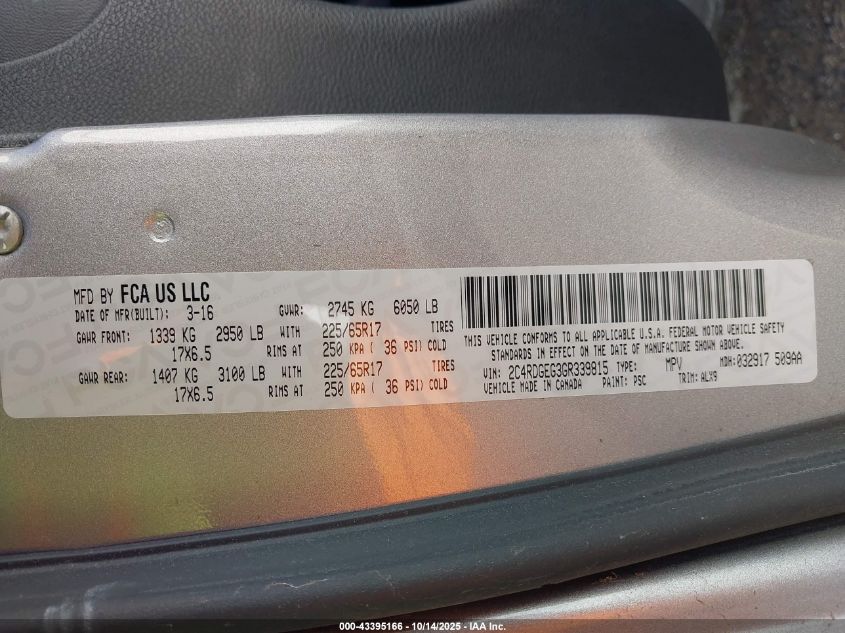 MFD BY FCA US LLC
DATE OF MFR(BUILT): 3-16 GVWR: 2745 KG 6050 LB
GAWR FRONT: 1339 KG 2950 LB WITH 225/65R17 TIRES
17X6.5 RIMS AT 250 KPA ( 36 PSI) COLD
GAWR REAR: 1407 KG 3100 LB WITH 225/65R17 TIRES
17X6.5 RIMS AT 250 KPA ( 36 PSI) COLD
THIS VEHICLE CONFORMS TO ALL APPLICABLE U.S.A. FEDERAL MOTOR VEHICLE SAFETY
STANDARDS IN EFFECT ON THE DATE OF MANUFACTURE SHOWN ABOVE.
VIN: 2C4RDGEG3GR339815 TYPE: MPV MDH:032917 509AA
VEHICLE MADE IN CANADA PAINT: PSC TRIM: ALX9
000-43395166 - 10/14/2025 - IAA Inc.